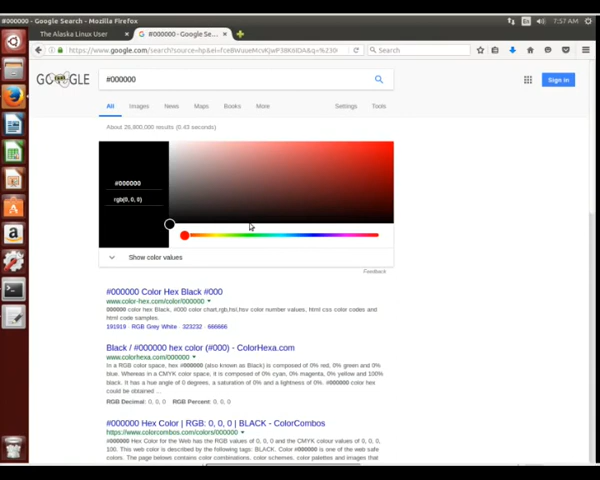 #000000 - Google Search - Mozilla Firefox
En
7:57 AM
The Alaska Linux User
#000000 - Google Se...
Search
#000000
Sign in
All Images News Maps Books More Settings Tools
About 26,800,000 results (0.43 seconds)
#000000
rgb(0, 0, 0)
Show color values
Feedback
#000000 Color Hex Black #000
www.color-hex.com/color/000000
000000 color hex Black, #000 color chart,rgb,hsl,hsv color number values, html css color codes and
html code samples.
191919 · RGB Grey White · 323232 · 666666
Black / #000000 hex color (#000) - ColorHexa.com
www.colorhexa.com/000000
In a RGB color space, hex #000000 (also known as Black) is composed of 0% red, 0% green and 0%
blue. Whereas in a CMYK color space, it is composed of 0% cyan, 0% magenta, 0% yellow and 100%
black. It has a hue angle of 0 degrees, a saturation of 0% and a lightness of 0%. #000000 color hex
could be obtained ...
RGB Decimal: 0, 0, 0 RGB Percent: 0, 0, 0
#000000 Hex Color | RGB: 0, 0, 0 | BLACK - ColorCombos
https://www.colorcombos.com/colors/000000
#000000 Hex Color for the Web has the RGB values of 0, 0, 0 and the CMYK colour values of 0, 0, 0,
100. This web color is described by the following tags: BLACK. Color #000000 is one of the web safe
colors. The page below contains color combinations, color schemes, color palettes and images that